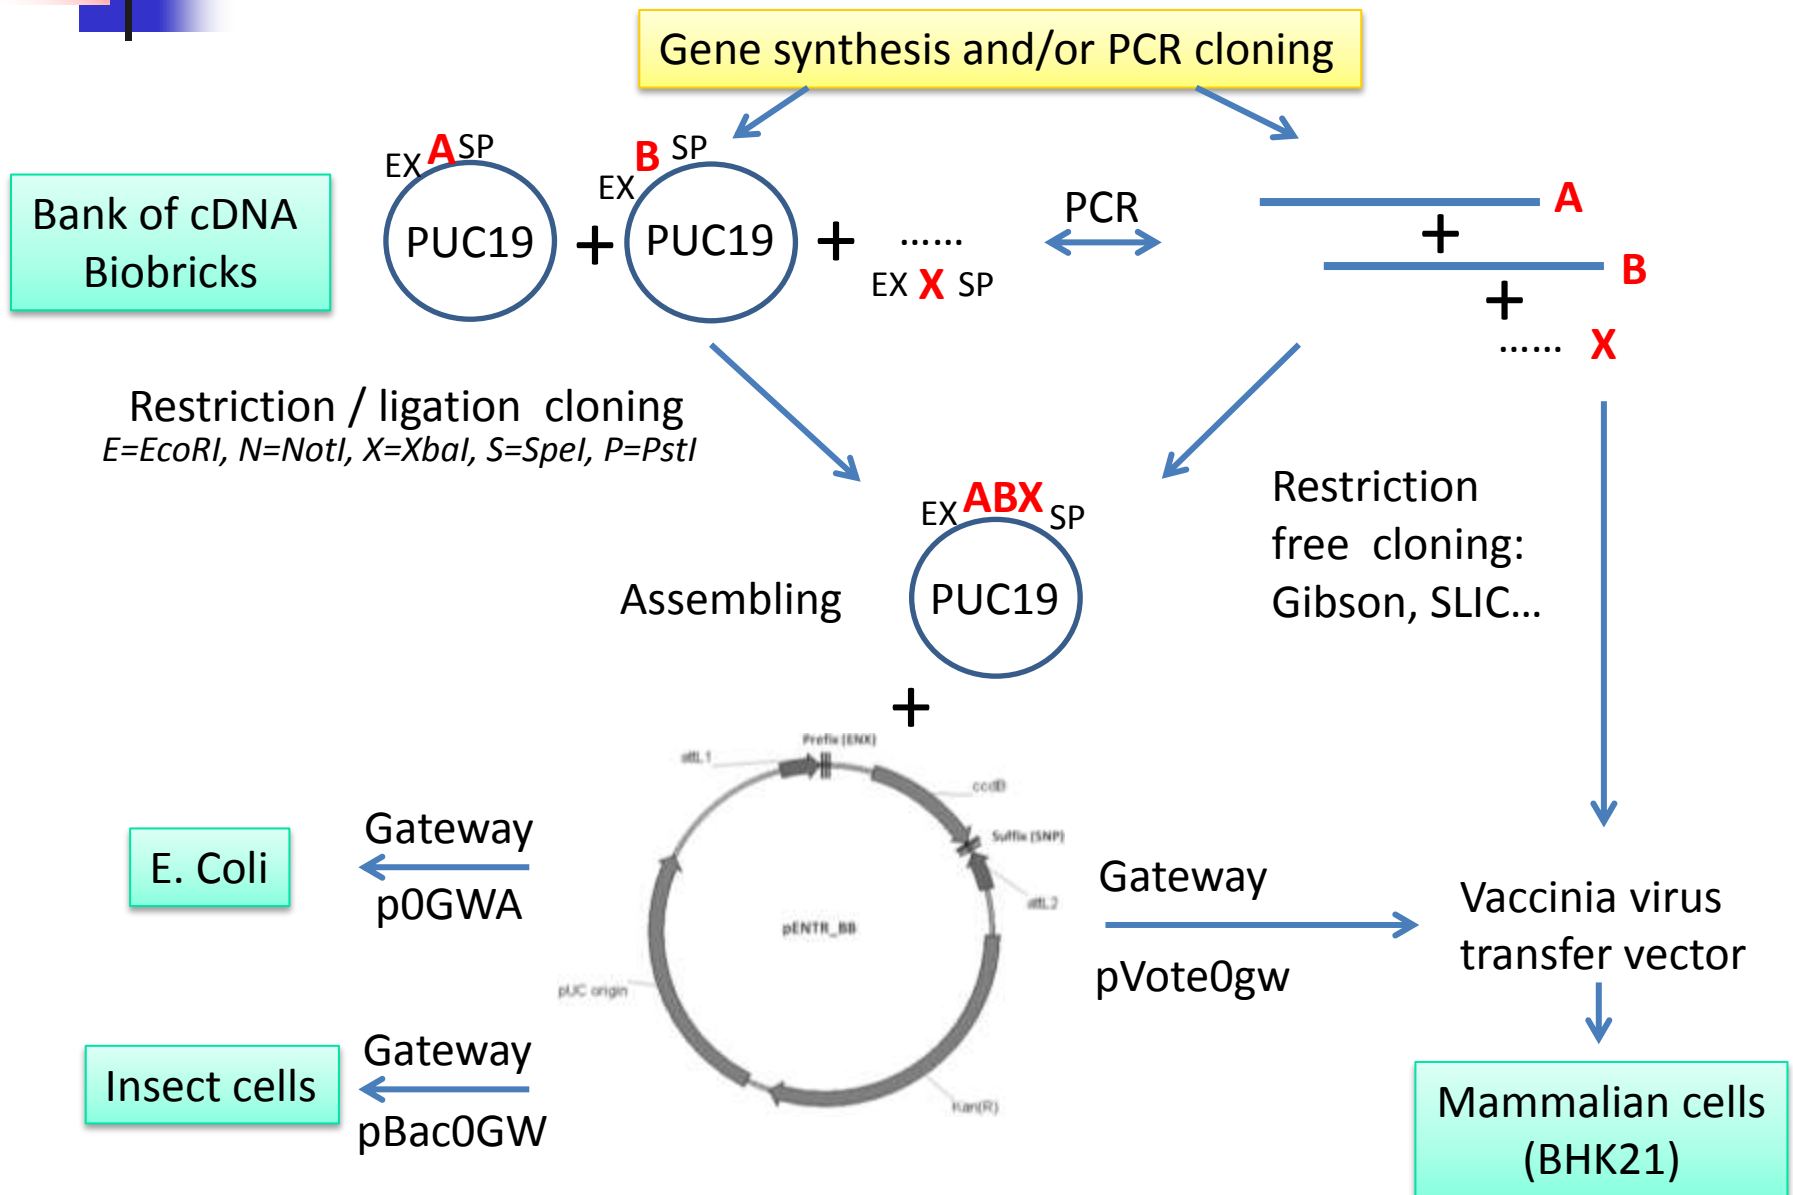 Gene synthesis and/or PCR cloning
EX A SP
EX B SP
Bank of cDNA
Biobricks
PUC19
+
PUC19
+
......
EX X SP
PCR
A
+
B
+
...... X
Restriction / ligation cloning
E=EcoRI, N=NotI, X=XbaI, S=SpeI, P=PstI
EX ABX SP
PUC19
Assembling
Restriction
free cloning:
Gibson, SLIC...
+
Prefix (ENX)
attL1
ccdB
Suffix (SNP)
attL2
pENTR_BB
pUC origin
Kan(R)
E. Coli
Gateway
p0GWA
Gateway
pVote0gw
Vaccinia virus
transfer vector
Insect cells
Gateway
pBac0GW
Mammalian cells
(BHK21)